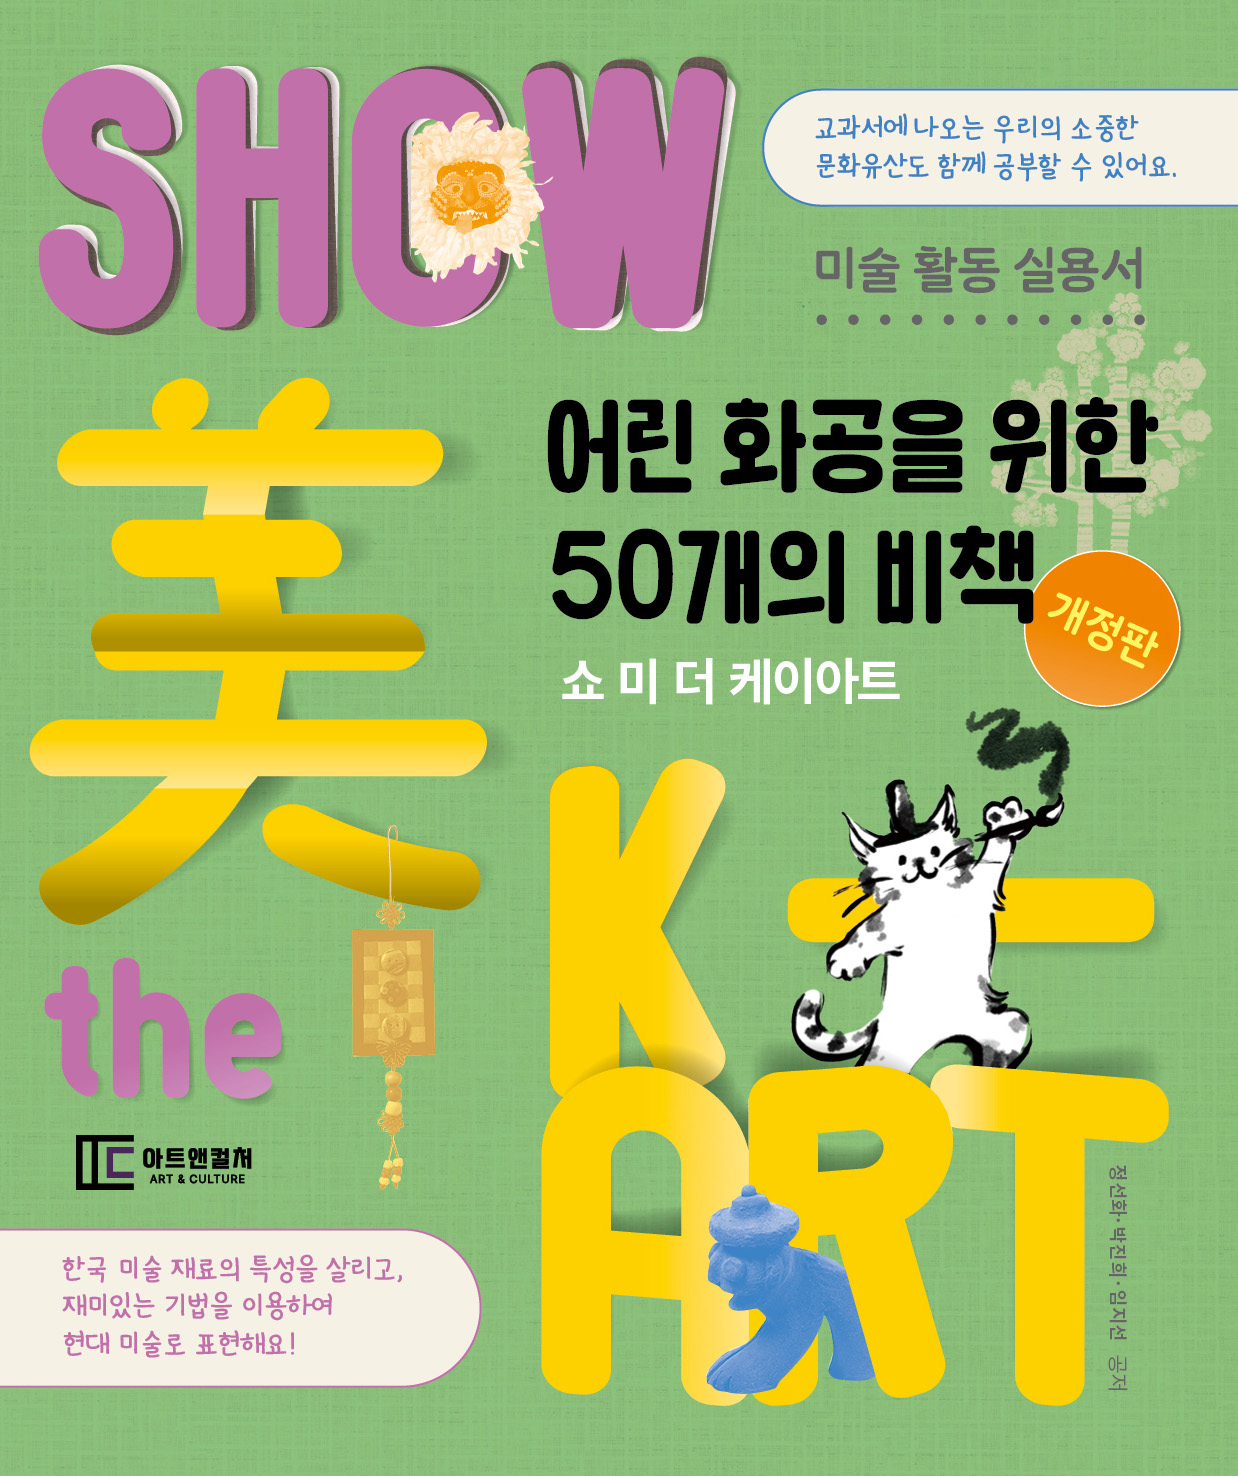 SHOW
교과서에 나오는 우리의 소중한
문화유산도 함께 공부할 수 있어요.
미술 활동 실용서
美
어린 화공을 위한
50개의 비책
개정판
쇼 미 더 케이아트
the
K-
ART
아트앤컬처
ART & CULTURE
정선화·박진희·임지선 공저
한국 미술 재료의 특성을 살리고,
재미있는 기법을 이용하여
현대 미술로 표현해요!